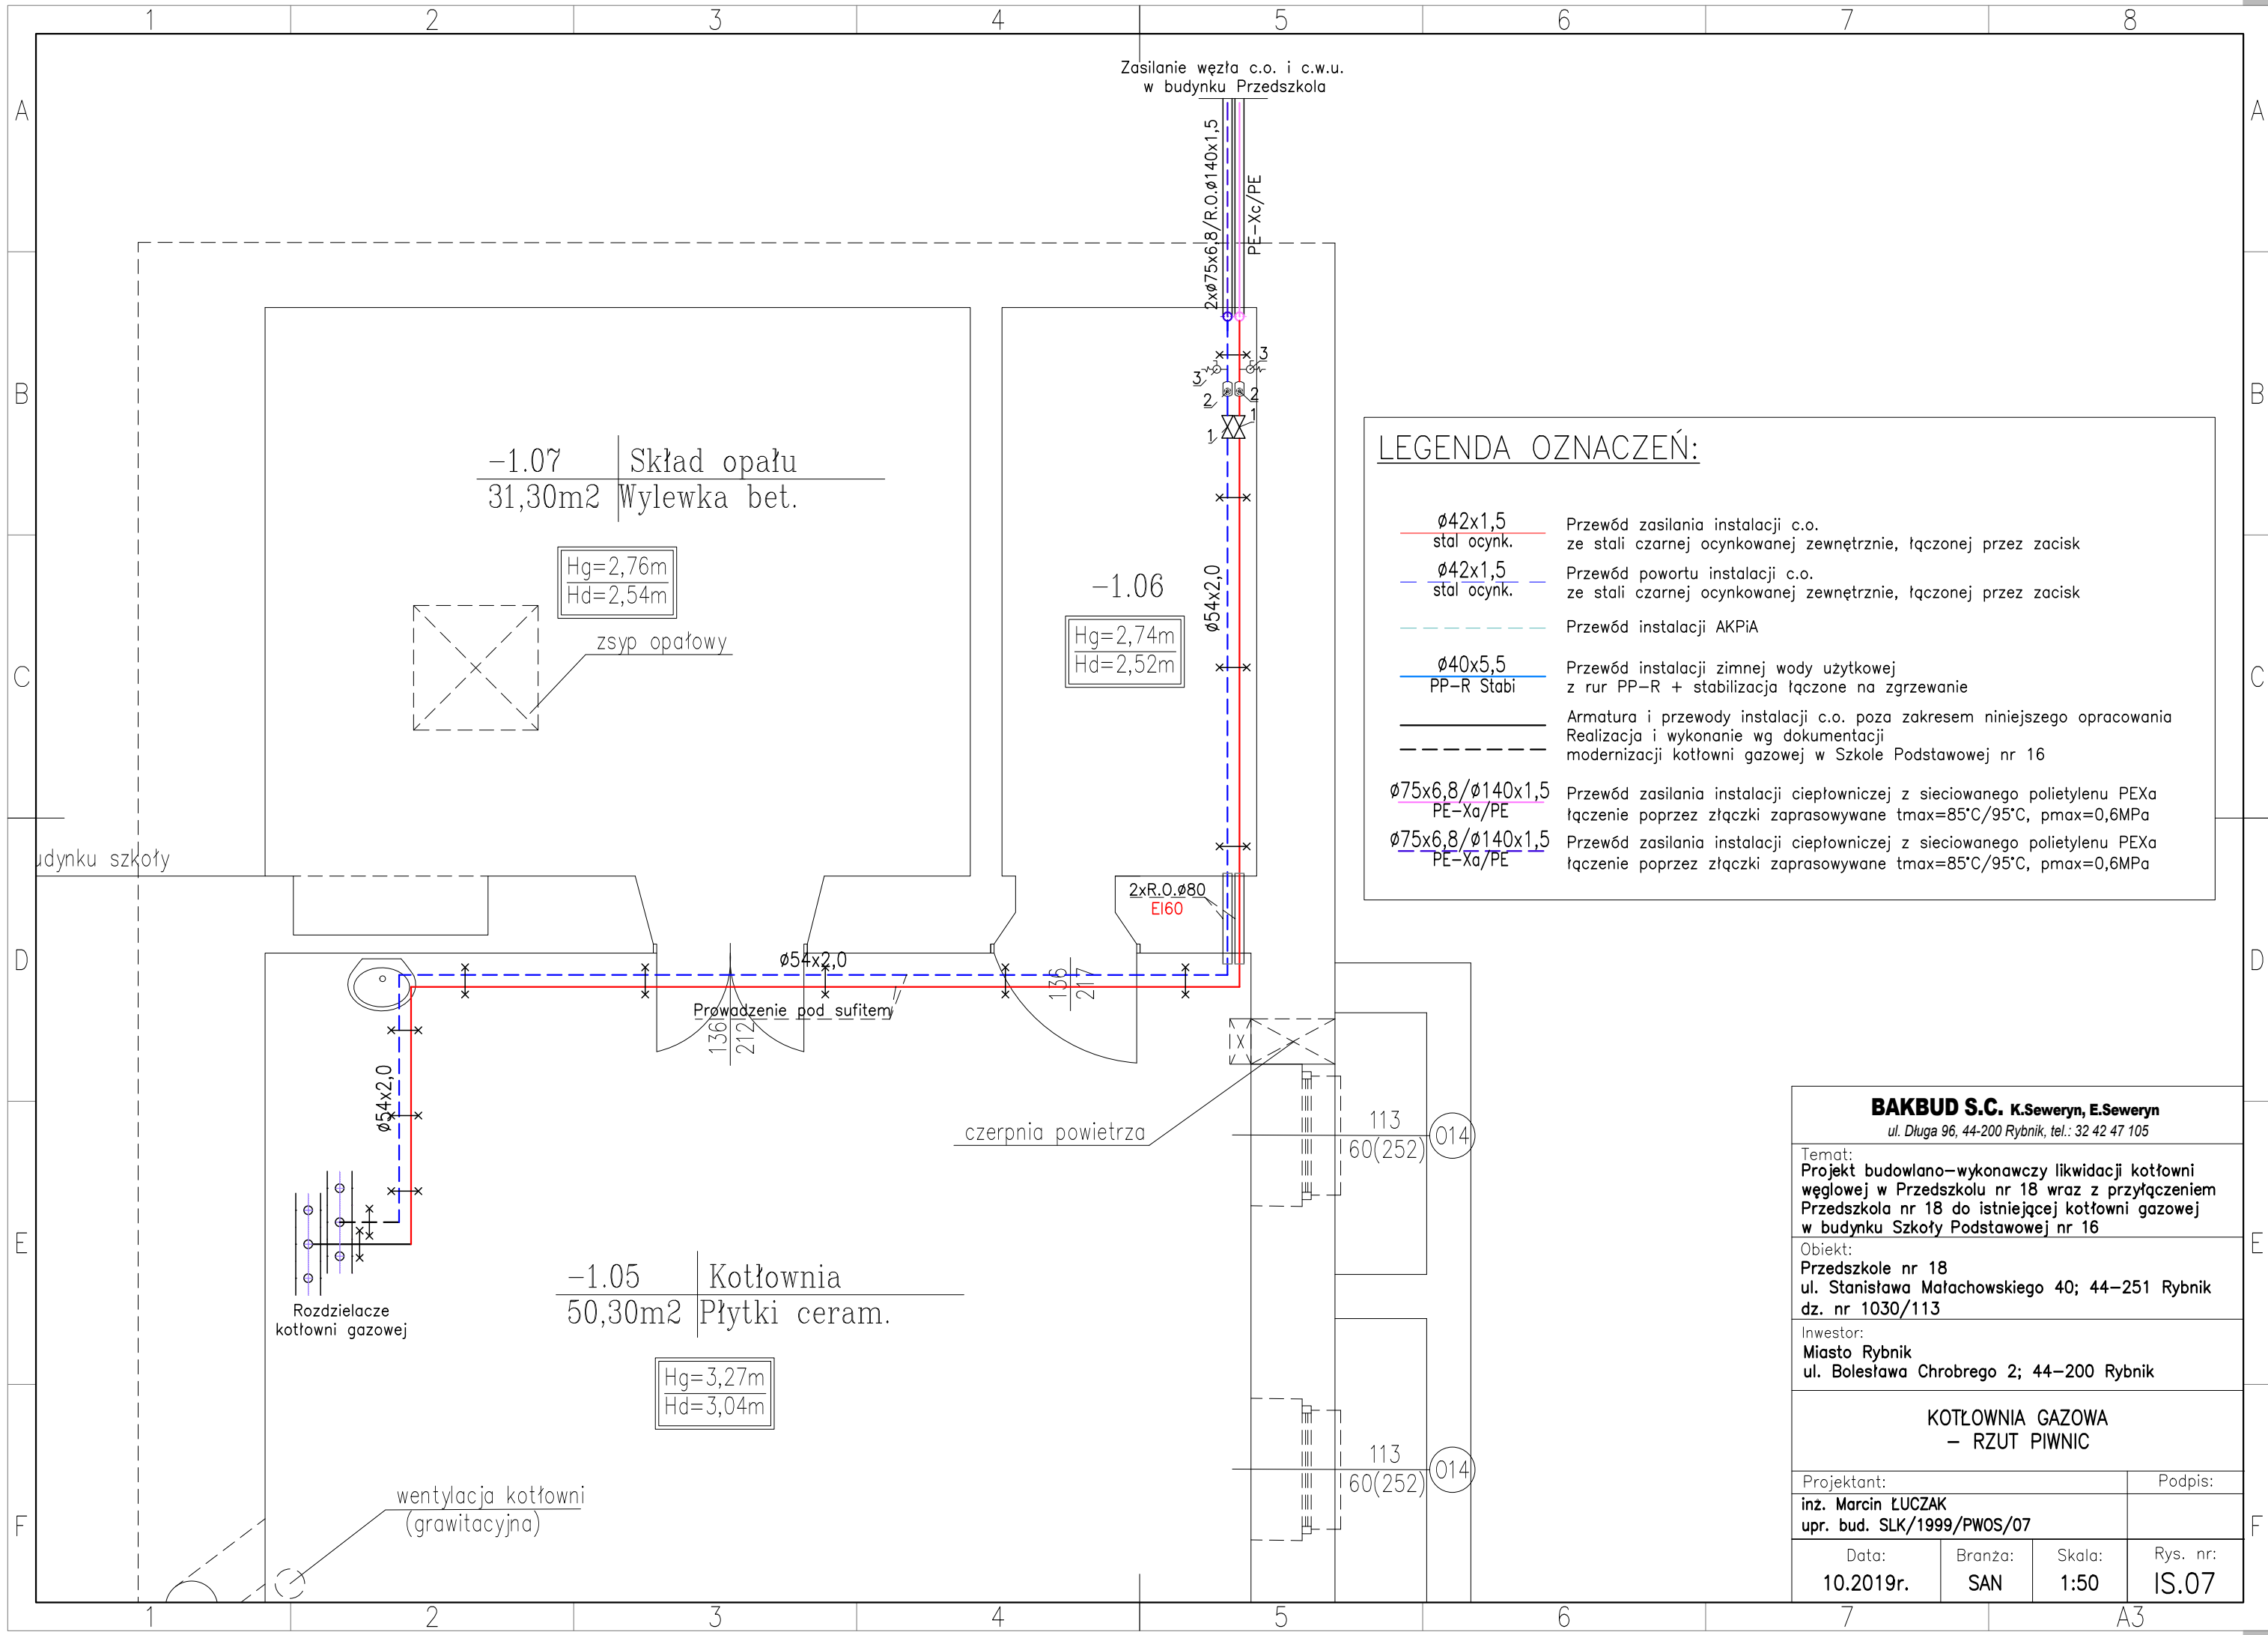 1 2 3 4 5 6 7 8
A A
B B
C C
D D
E E
F F
Zasilanie węzła c.o. i c.w.u.
w budynku Przedszkola
2xø75x6,8/R.O.ø140x1,5
PE-Xc/PE
3
3
2
2
1
1
-1.07 Skład opału
31,30m2 Wylewka bet.
Hg=2,76m
Hd=2,54m
zsyp opałowy
-1.06
Hg=2,74m
Hd=2,52m
ø54x2,0
udynku szkoły
2xR.O.ø80
EI60
ø54x2,0
Prowadzenie pod sufitem
136
212
136
217
ø54x2,0
czerpnia powietrza
113
60(252)
014
Rozdzielacze
kotłowni gazowej
-1.05 Kotłownia
50,30m2 Płytki ceram.
Hg=3,27m
Hd=3,04m
113
60(252)
014
wentylacja kotłowni
(grawitacyjna)
LEGENDA OZNACZEŃ:
ø42x1,5
stal ocynk.
Przewód zasilania instalacji c.o.
ze stali czarnej ocynkowanej zewnętrznie, łączonej przez zacisk
ø42x1,5
stal ocynk.
Przewód powortu instalacji c.o.
ze stali czarnej ocynkowanej zewnętrznie, łączonej przez zacisk
Przewód instalacji AKPiA
ø40x5,5
PP-R Stabi
Przewód instalacji zimnej wody użytkowej
z rur PP-R + stabilizacja łączone na zgrzewanie
Armatura i przewody instalacji c.o. poza zakresem niniejszego opracowania
Realizacja i wykonanie wg dokumentacji
modernizacji kotłowni gazowej w Szkole Podstawowej nr 16
ø75x6,8/ø140x1,5
PE-Xa/PE
Przewód zasilania instalacji ciepłowniczej z sieciowanego polietylenu PEXa
łączenie poprzez złączki zaprasowywane tmax=85°C/95°C, pmax=0,6MPa
ø75x6,8/ø140x1,5
PE-Xa/PE
Przewód zasilania instalacji ciepłowniczej z sieciowanego polietylenu PEXa
łączenie poprzez złączki zaprasowywane tmax=85°C/95°C, pmax=0,6MPa
BAKBUD S.C. K.Seweryn, E.Seweryn
ul. Długa 96, 44-200 Rybnik, tel.: 32 42 47 105
Temat:
Projekt budowlano-wykonawczy likwidacji kotłowni
węglowej w Przedszkolu nr 18 wraz z przyłączeniem
Przedszkola nr 18 do istniejącej kotłowni gazowej
w budynku Szkoły Podstawowej nr 16
Obiekt:
Przedszkole nr 18
ul. Stanisława Małachowskiego 40; 44-251 Rybnik
dz. nr 1030/113
Inwestor:
Miasto Rybnik
ul. Bolesława Chrobrego 2; 44-200 Rybnik
KOTŁOWNIA GAZOWA
- RZUT PIWNIC
Projektant: Podpis:
inż. Marcin ŁUCZAK
upr. bud. SLK/1999/PWOS/07
Data: Branża: Skala: Rys. nr:
10.2019r. SAN 1:50 IS.07
1 2 3 4 5 6 7 A3